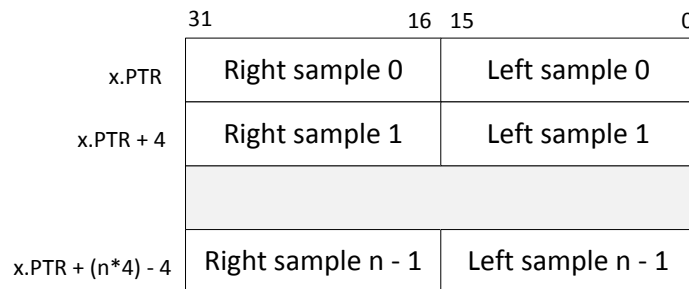 31 16 15 0
x.PTR Right sample 0 Left sample 0
x.PTR + 4 Right sample 1 Left sample 1
x.PTR + (n*4) - 4 Right sample n - 1 Left sample n - 1